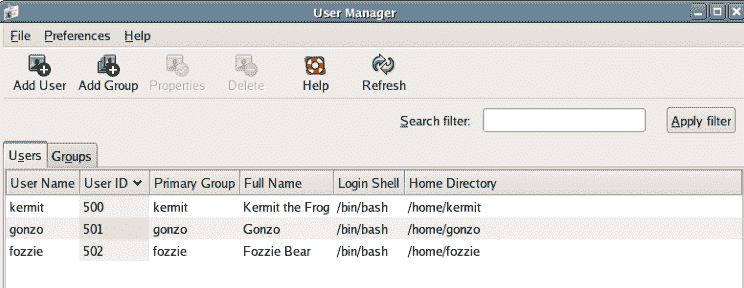 User Manager
File Preferences Help
Add User Add Group Properties Delete Help Refresh
Search filter: Apply filter
Users Groups
User Name User ID Primary Group Full Name Login Shell Home Directory
kermit 500 kermit Kermit the Frog /bin/bash /home/kermit
gonzo 501 gonzo Gonzo /bin/bash /home/gonzo
fozzie 502 fozzie Fozzie Bear /bin/bash /home/fozzie